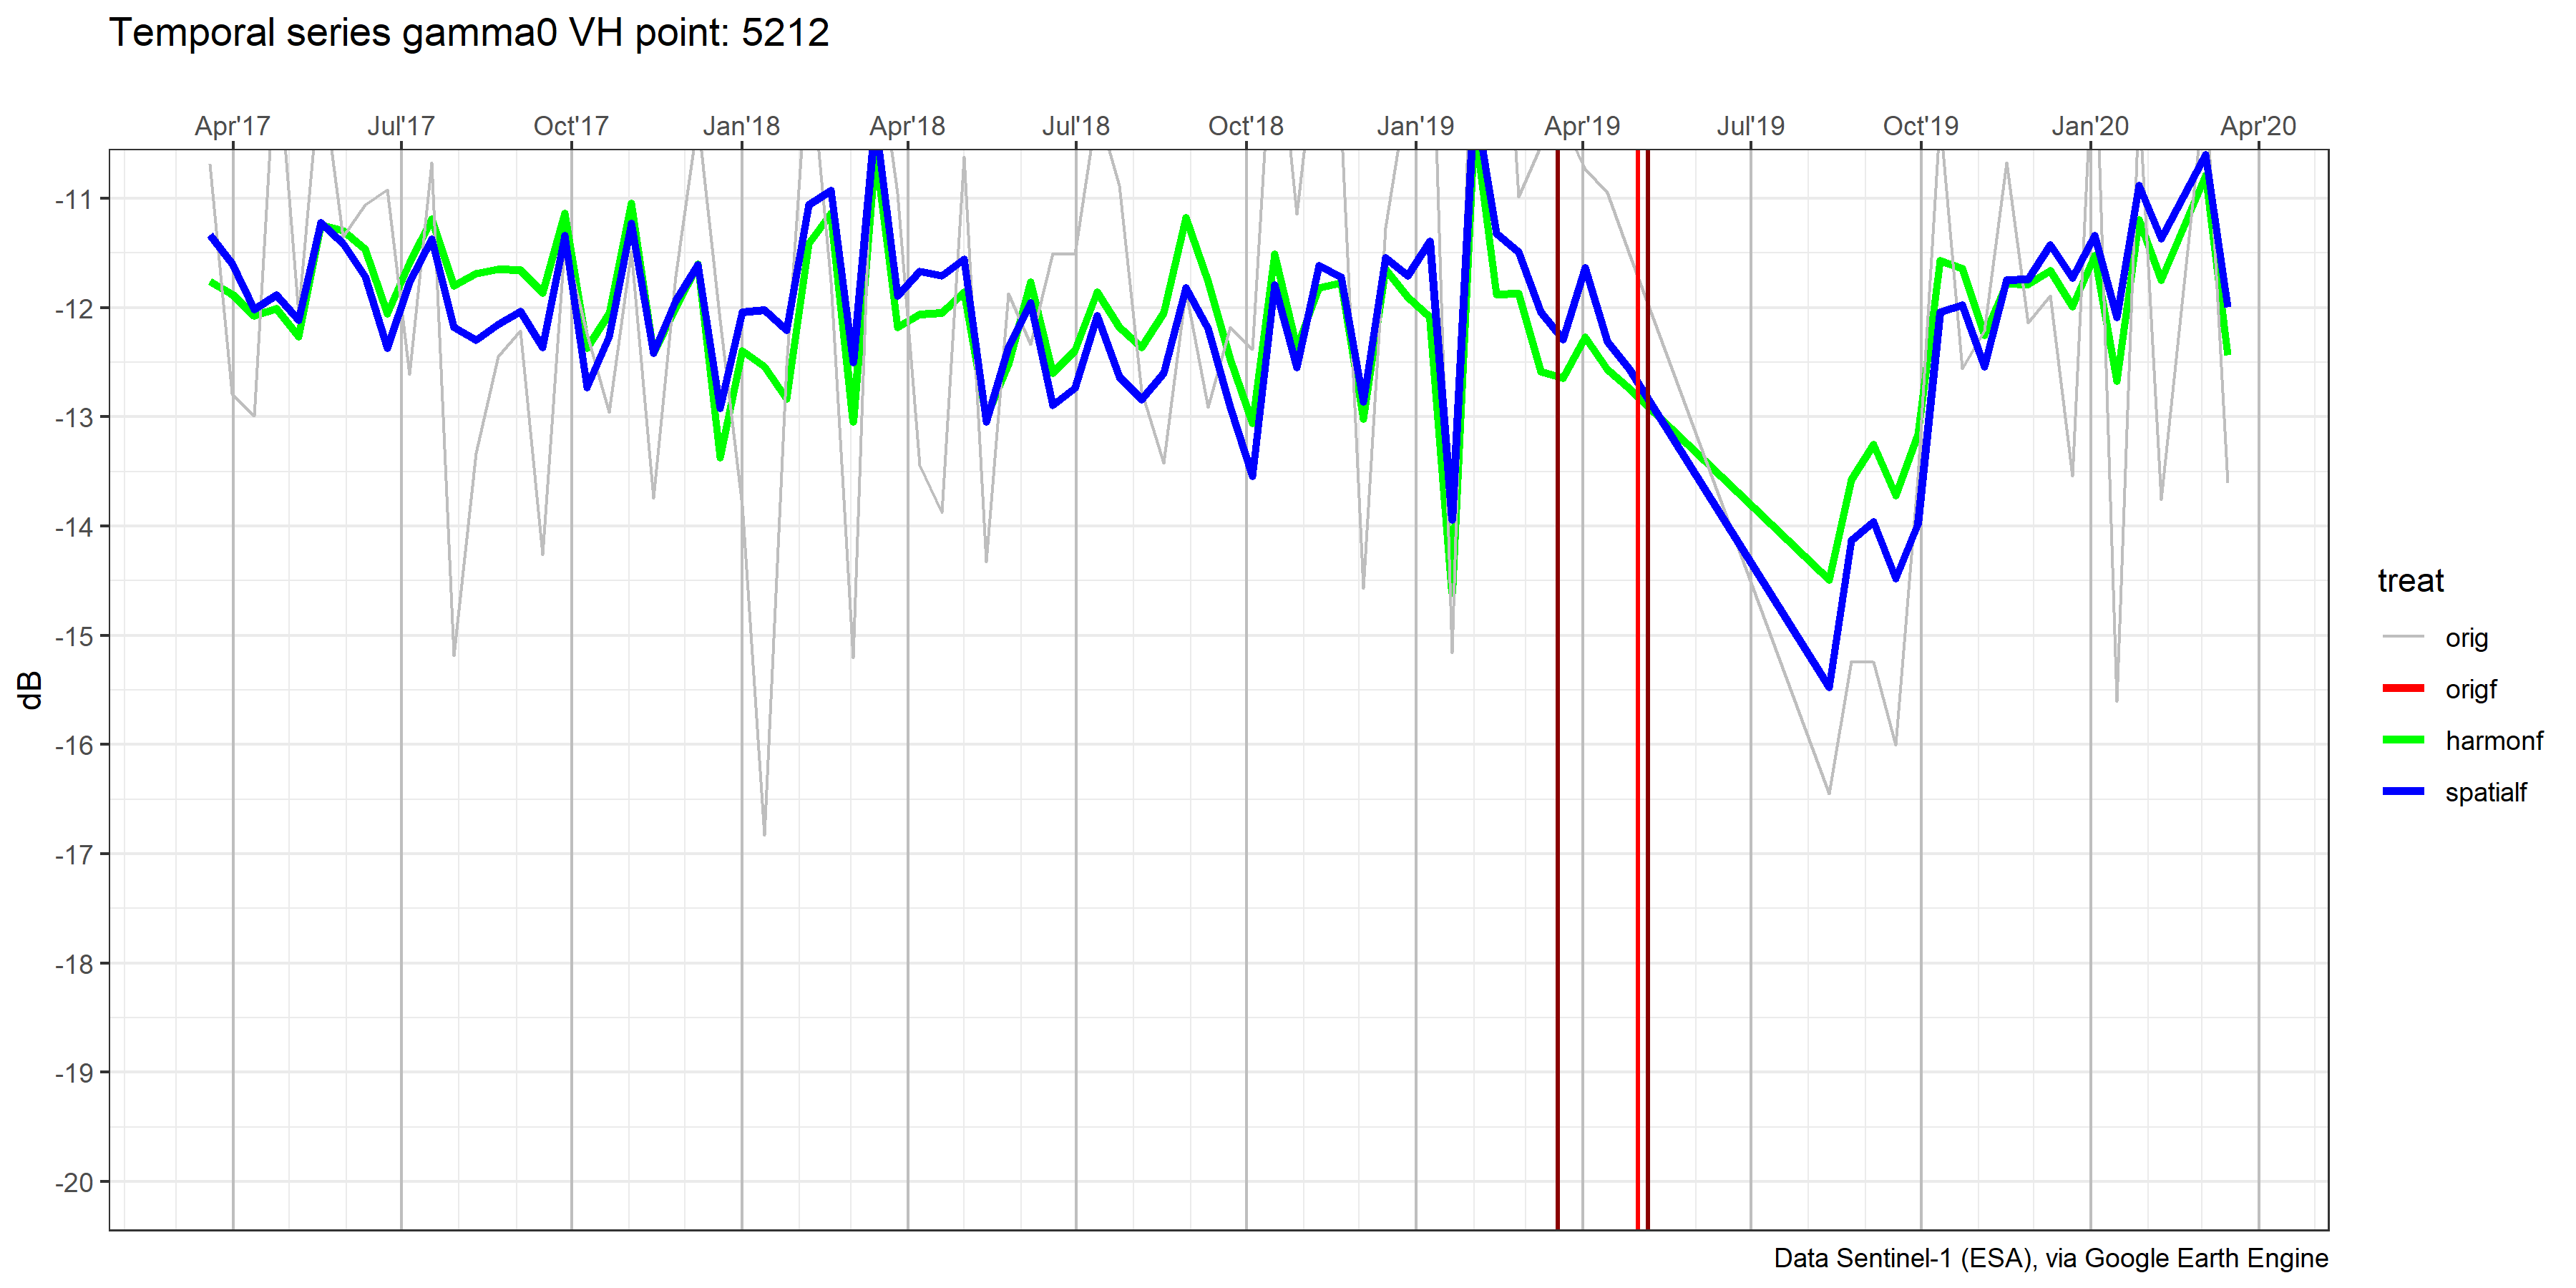 Temporal series gamma0 VH point: 5212
Apr'17 Jul'17 Oct'17 Jan'18 Apr'18 Jul'18 Oct'18 Jan'19 Apr'19 Jul'19 Oct'19 Jan'20 Apr'20
-11
-12
-13
-14
-15
-16
-17
-18
-19
-20
dB
treat
orig
origf
harmonf
spatialf
Data Sentinel-1 (ESA), via Google Earth Engine